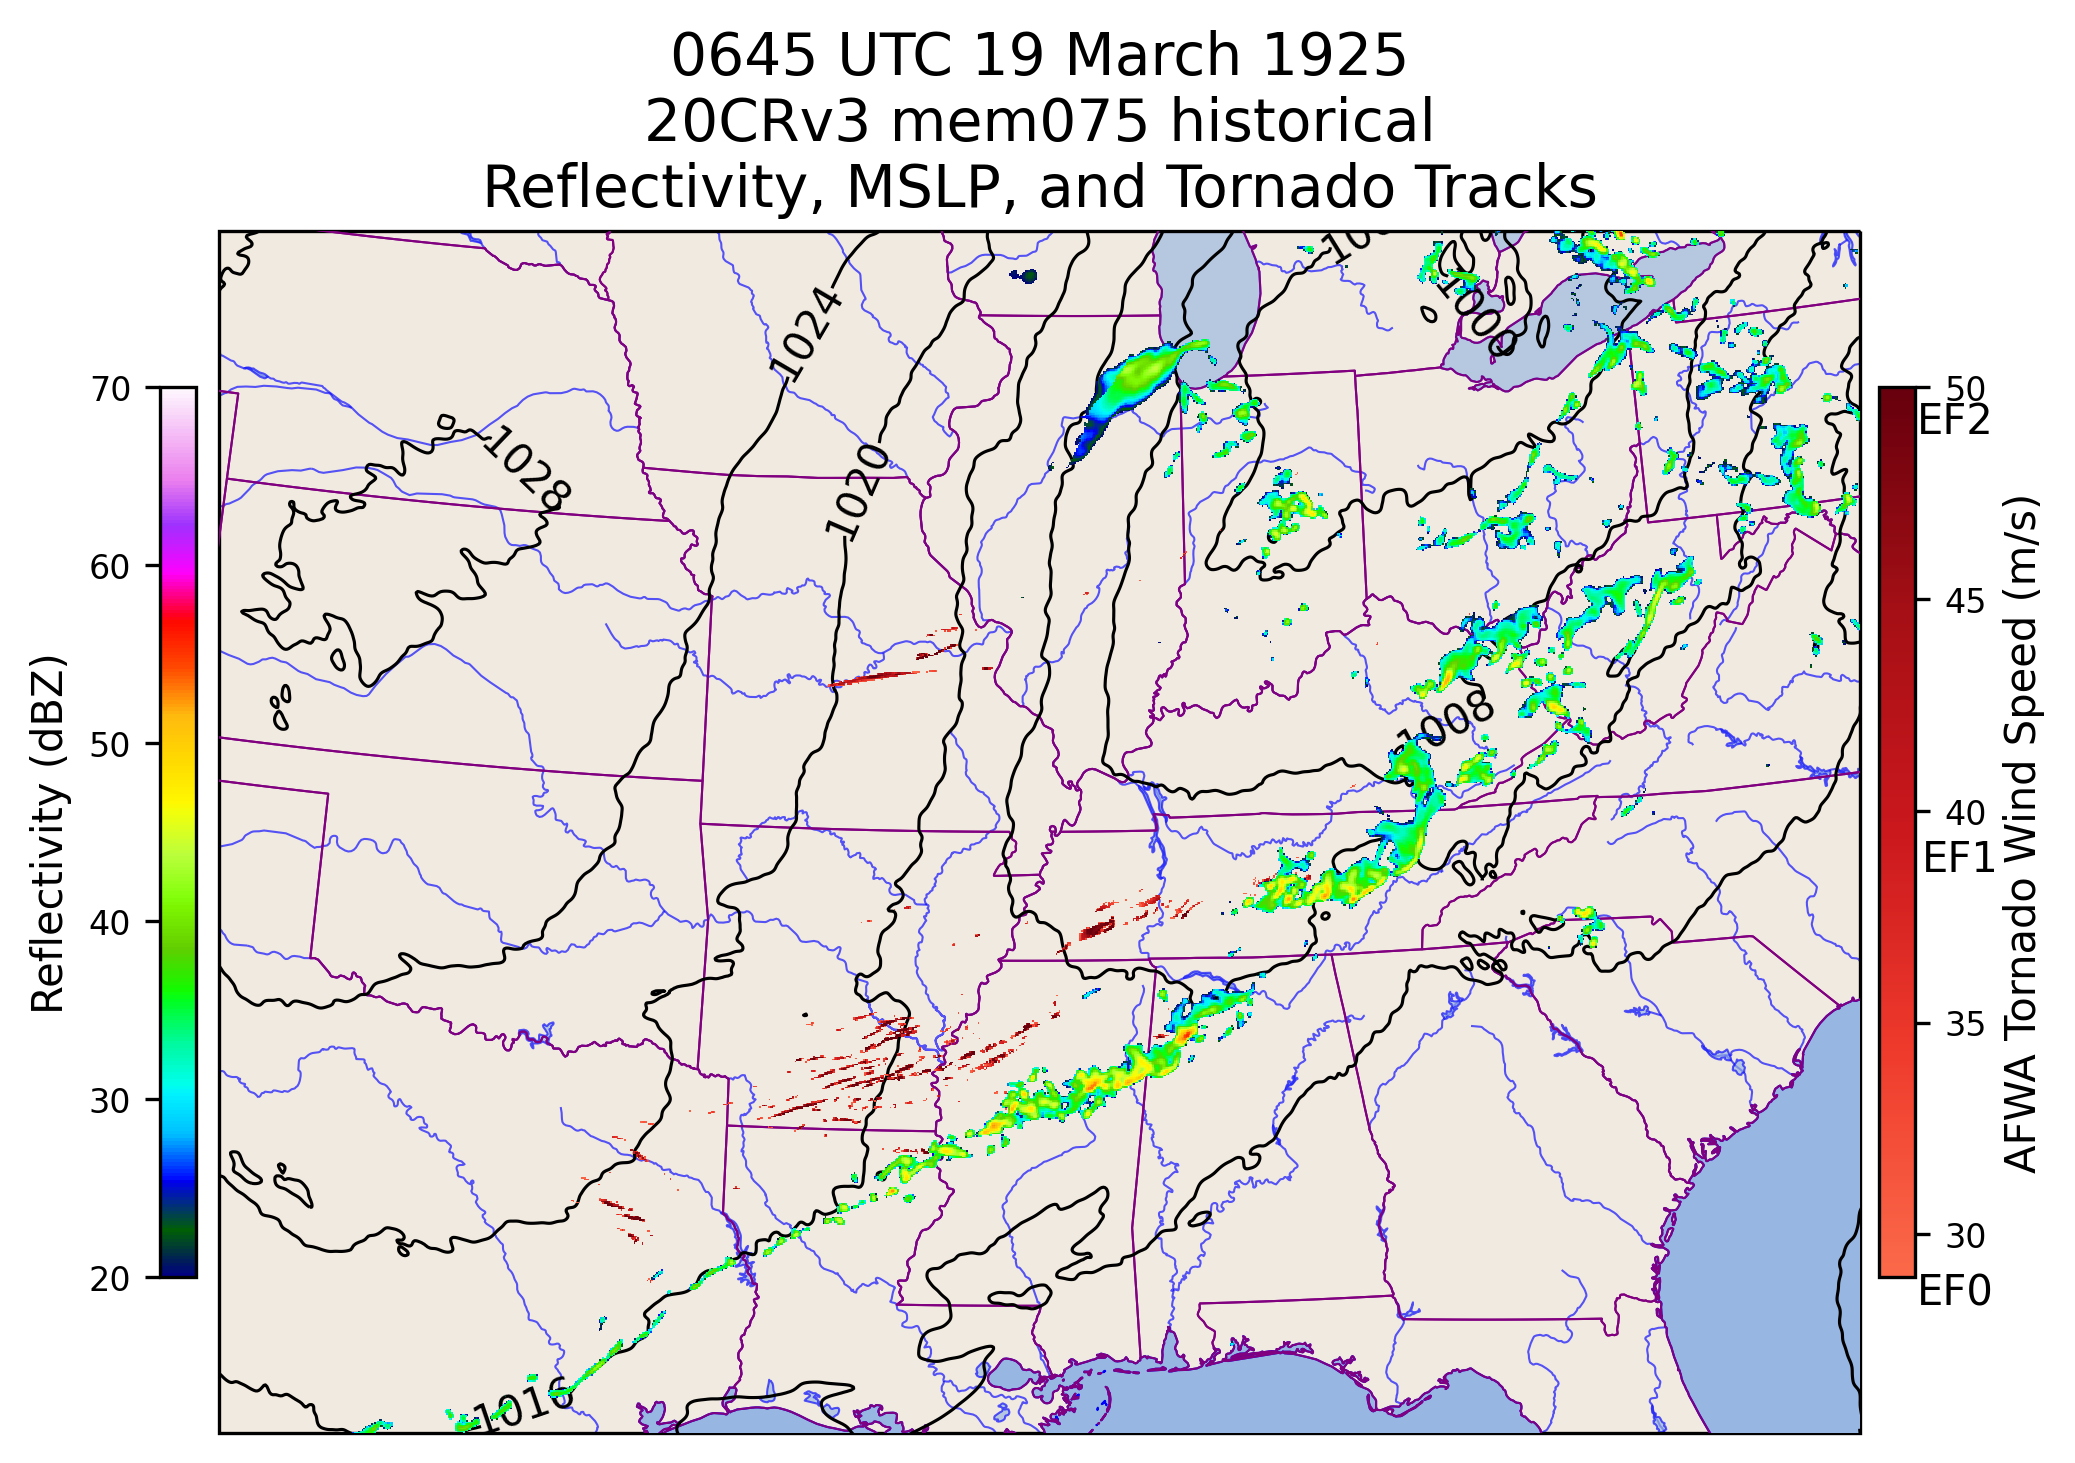 0645 UTC 19 March 1925
20CRv3 mem075 historical
Reflectivity, MSLP, and Tornado Tracks
1024
1028
1020
1000
1008
1016
70
60
50
40
30
20
Reflectivity (dBZ)
50
EF2
45
40
EF1
35
30
EF0
AFWA Tornado Wind Speed (m/s)